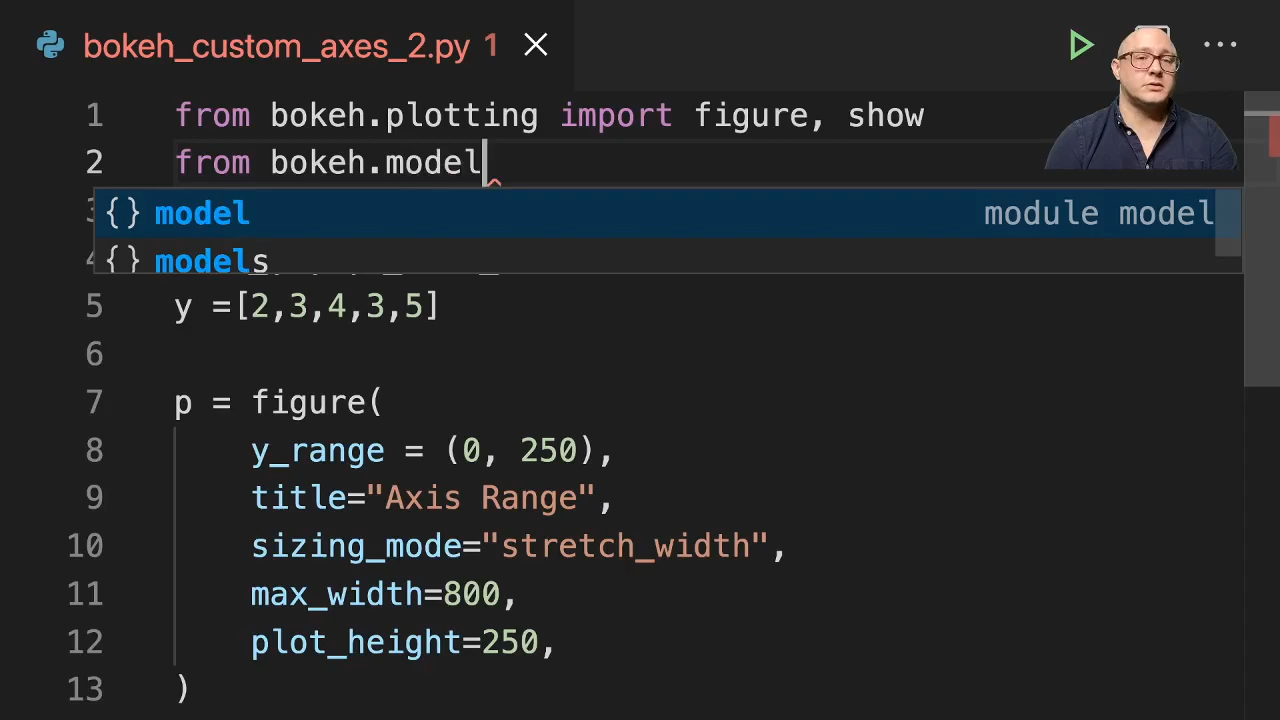 bokeh_custom_axes_2.py 1
1 from bokeh.plotting import figure, show
2 from bokeh.model
{} model module model
{} models
5 y =[2,3,4,3,5]
6
7 p = figure(
8 y_range = (0, 250),
9 title="Axis Range",
10 sizing_mode="stretch_width",
11 max_width=800,
12 plot_height=250,
13 )